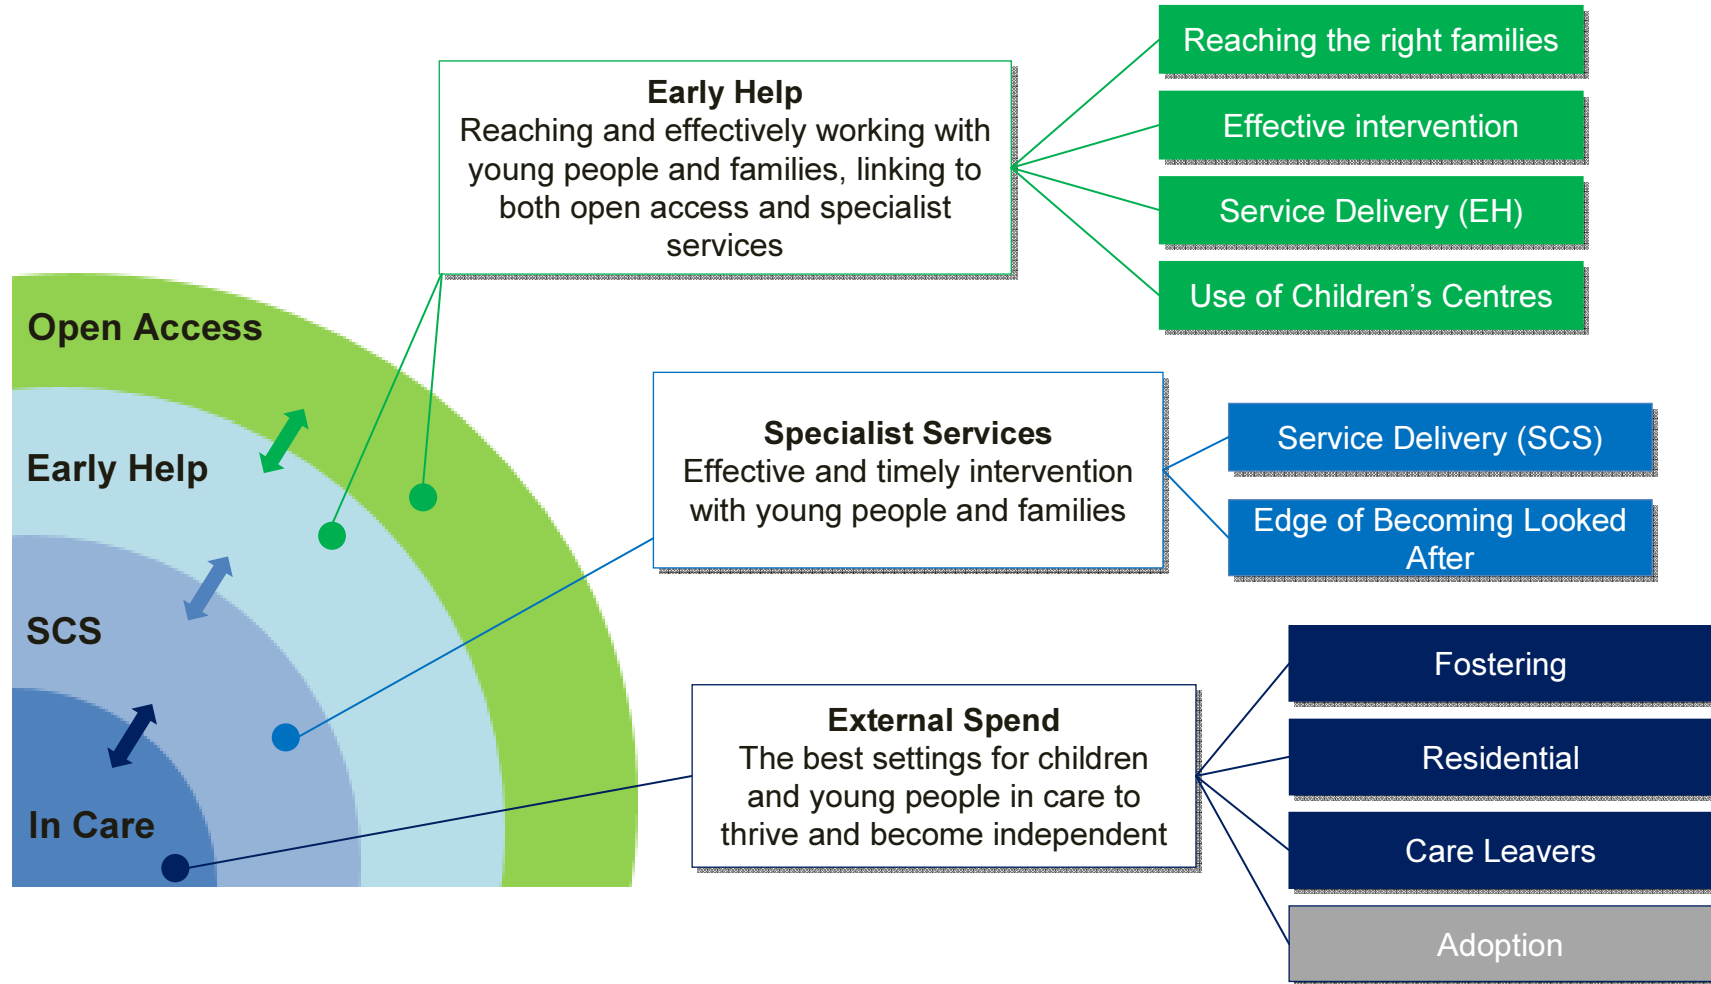 Open Access
Early Help
SCS
In Care
Early Help
Reaching and effectively working with
young people and families, linking to
both open access and specialist
services
Reaching the right families
Effective intervention
Service Delivery (EH)
Use of Children’s Centres
Specialist Services
Effective and timely intervention
with young people and families
Service Delivery (SCS)
Edge of Becoming Looked
After
External Spend
The best settings for children
and young people in care to
thrive and become independent
Fostering
Residential
Care Leavers
Adoption